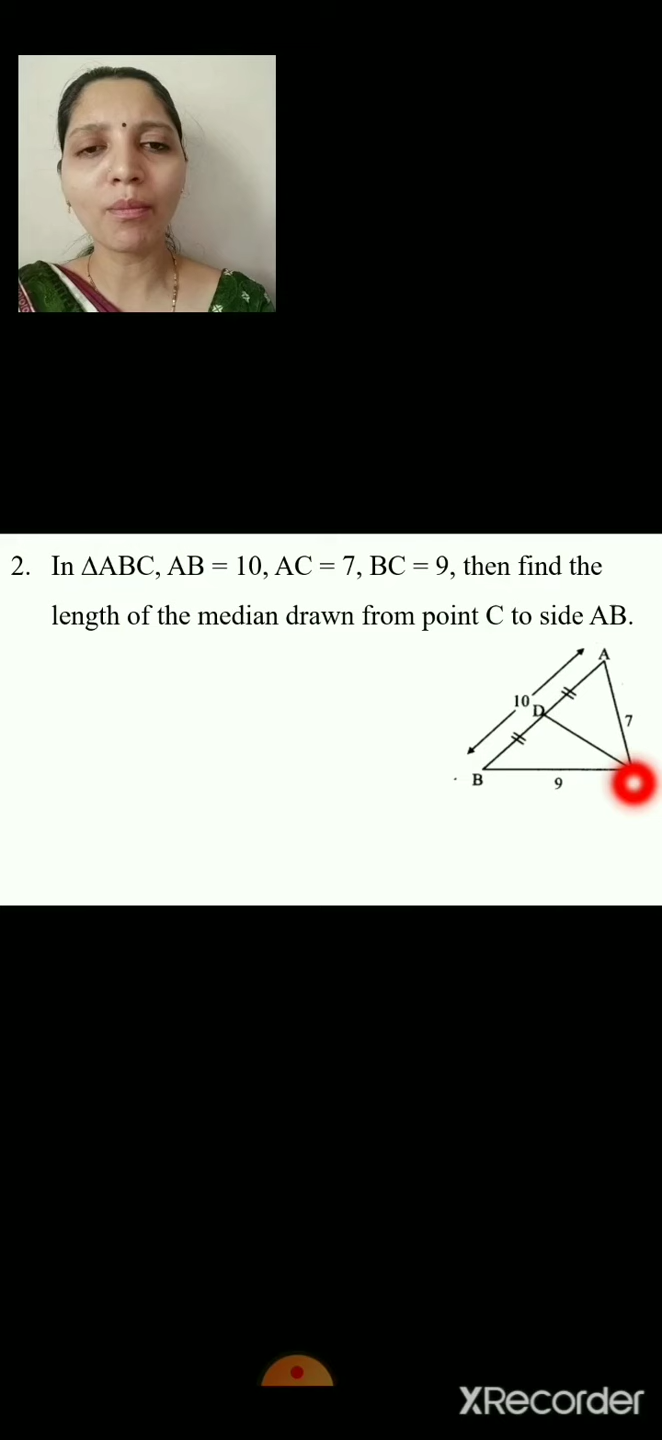 2. In ΔABC, AB = 10, AC = 7, BC = 9, then find the
length of the median drawn from point C to side AB.
A
10
D
7
B
9
XRecorder